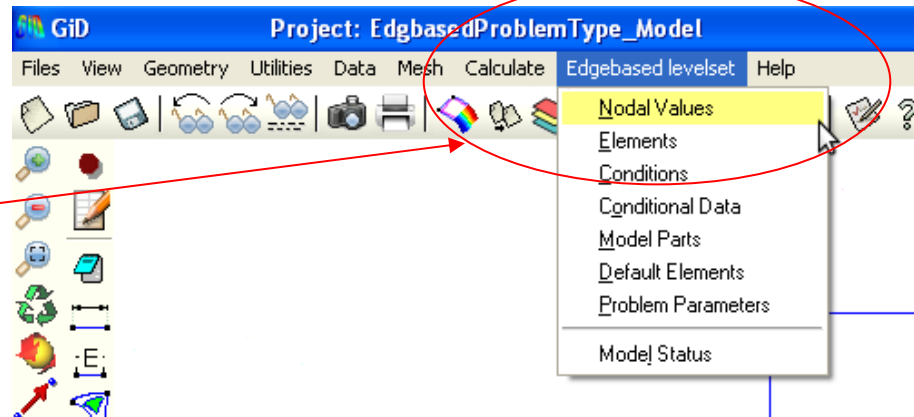 GiD Project: EdgbasedProblemType_Model
Files View Geometry Utilities Data Mesh Calculate Edgebased levelset Help
Nodal Values
Elements
Conditions
Conditional Data
Model Parts
Default Elements
Problem Parameters
Model Status
E